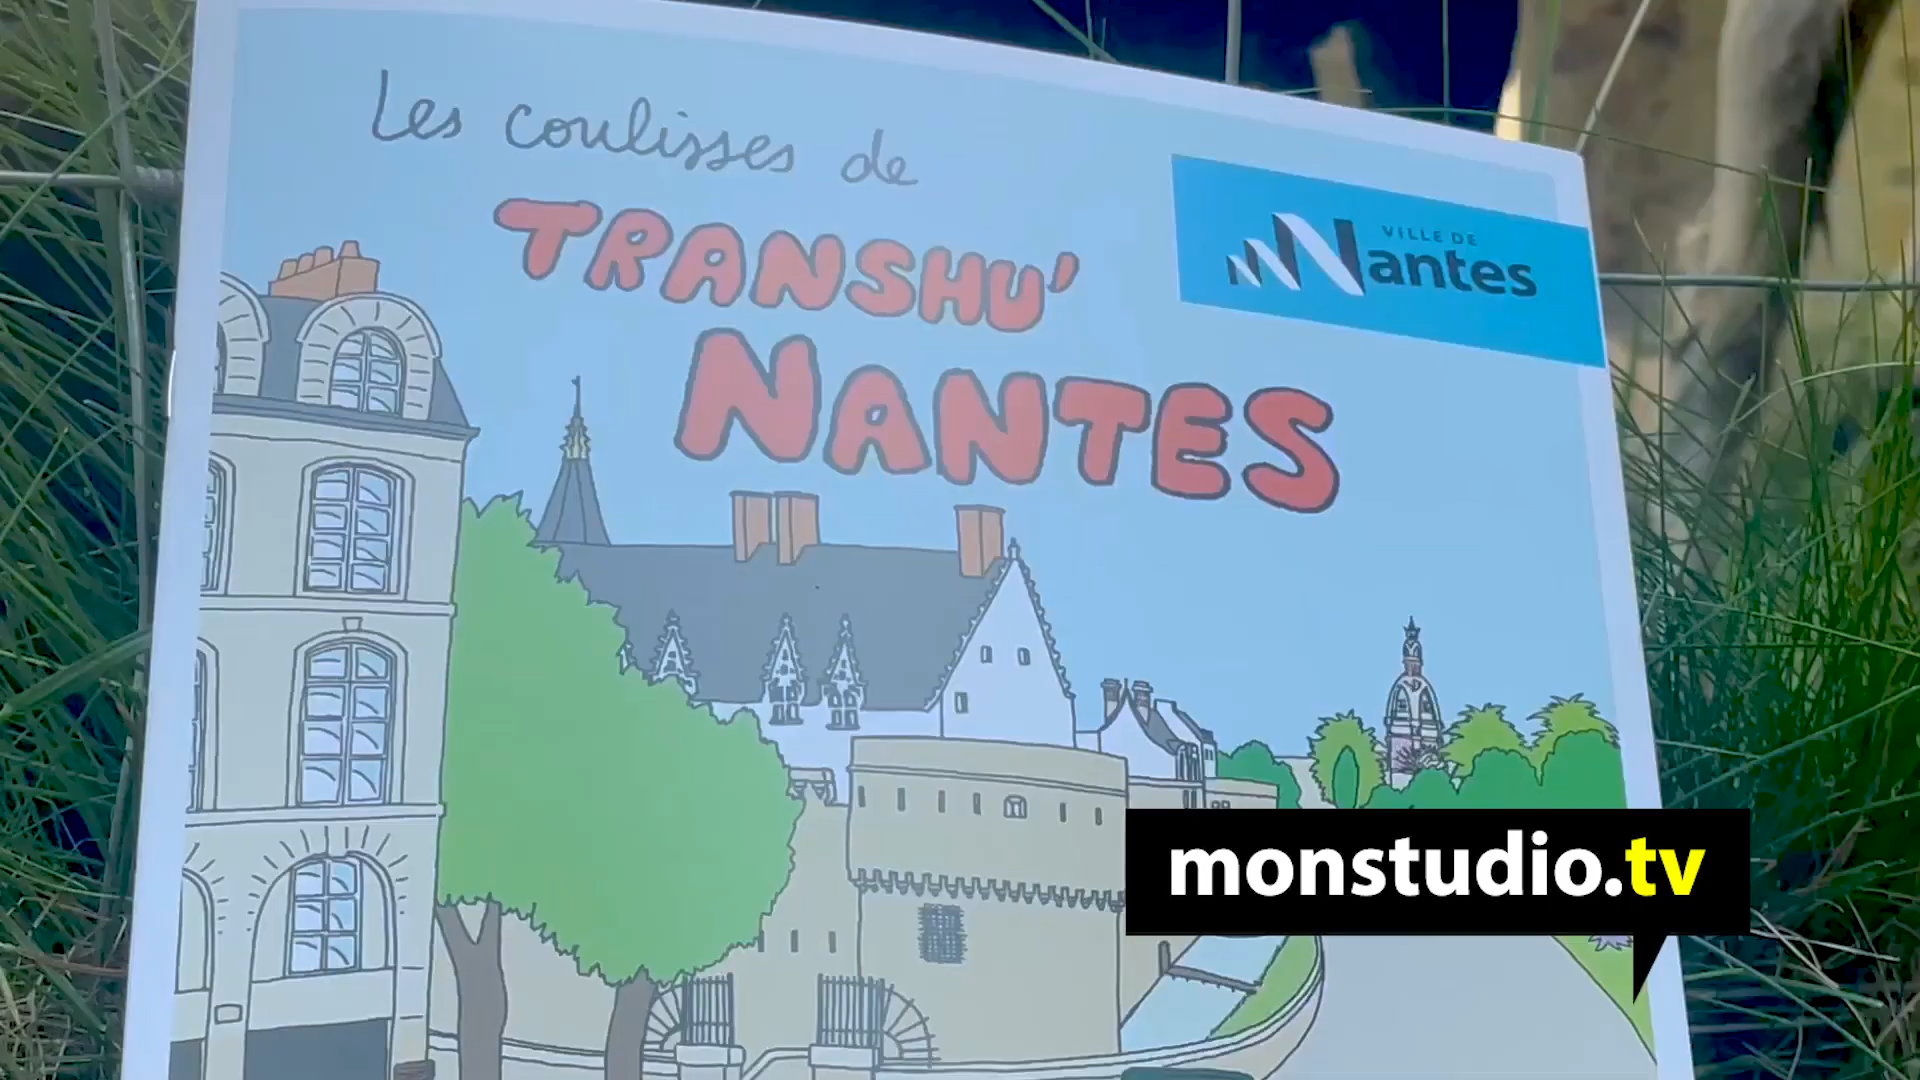 Les coulisses de
TRANSHU'
NANTES
VILLE DE
Nantes
monstudio.tv